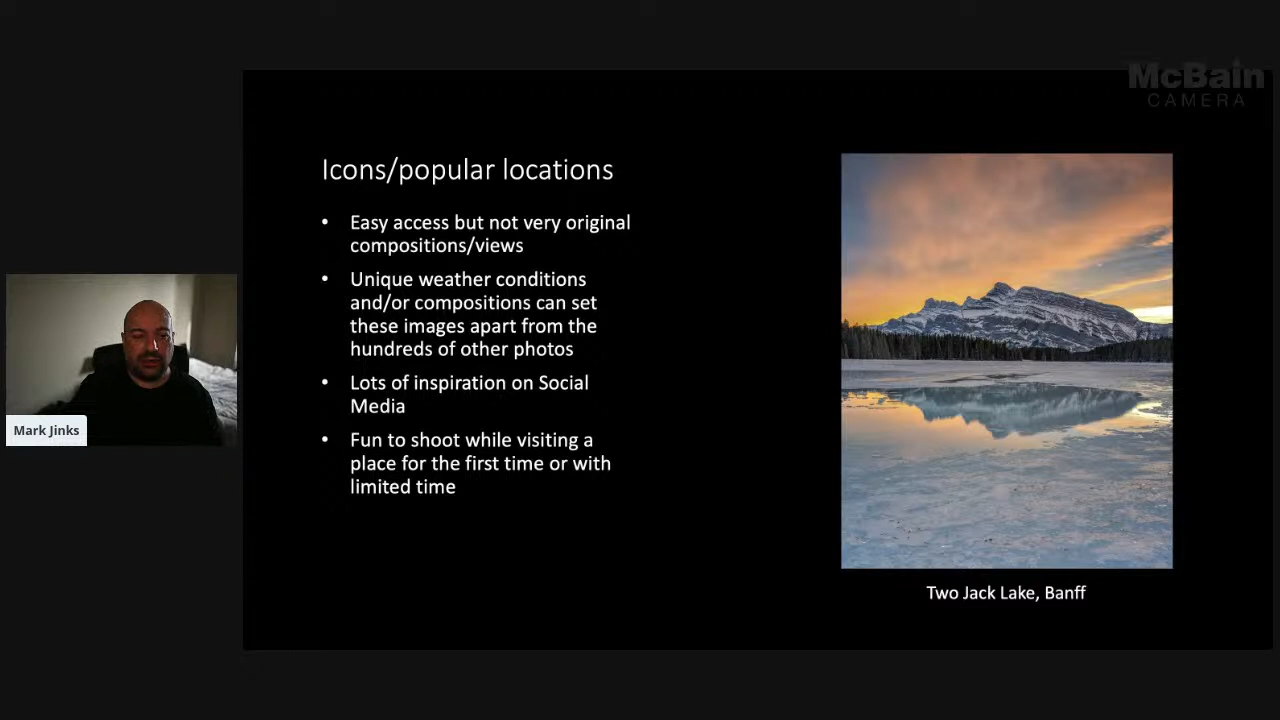 McBain
CAMERA
Icons/popular locations
• Easy access but not very original
compositions/views
• Unique weather conditions
and/or compositions can set
these images apart from the
hundreds of other photos
• Lots of inspiration on Social
Media
• Fun to shoot while visiting a
place for the first time or with
limited time
Two Jack Lake, Banff
Mark Jinks